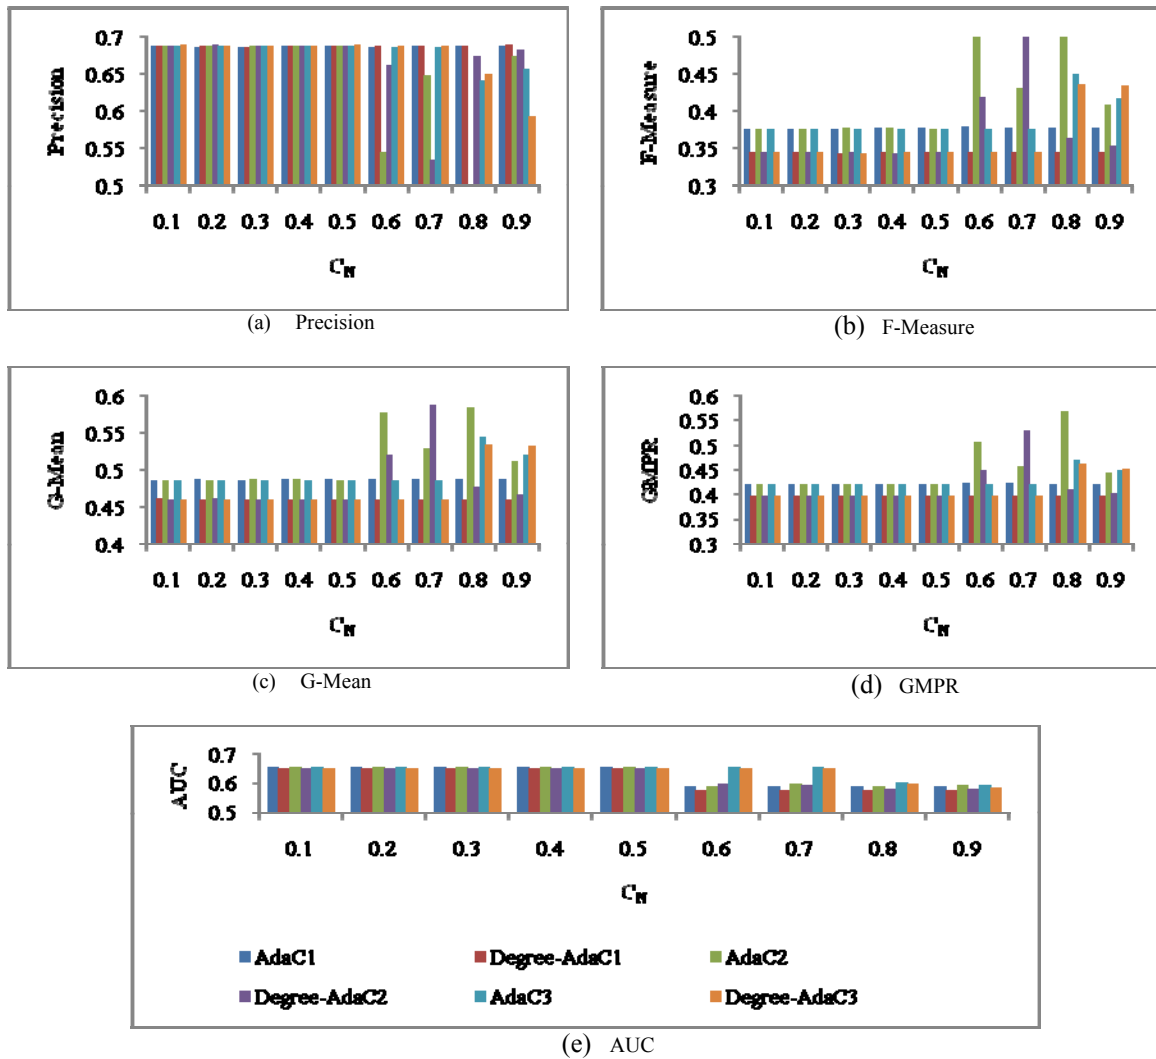 0.7
0.65
0.6
0.55
0.5
Precision
0.1 0.2 0.3 0.4 0.5 0.6 0.7 0.8 0.9
C_N
(a) Precision
0.5
0.45
0.4
0.35
0.3
F-Measure
0.1 0.2 0.3 0.4 0.5 0.6 0.7 0.8 0.9
C_N
(b) F-Measure
0.6
0.55
0.5
0.45
0.4
G-Mean
0.1 0.2 0.3 0.4 0.5 0.6 0.7 0.8 0.9
C_N
(c) G-Mean
0.6
0.55
0.5
0.45
0.4
0.35
0.3
GMPR
0.1 0.2 0.3 0.4 0.5 0.6 0.7 0.8 0.9
C_N
(d) GMPR
0.7
0.6
0.5
AUC
0.1 0.2 0.3 0.4 0.5 0.6 0.7 0.8 0.9
C_N
AdaC1 Degree-AdaC1 AdaC2
Degree-AdaC2 AdaC3 Degree-AdaC3
(e) AUC